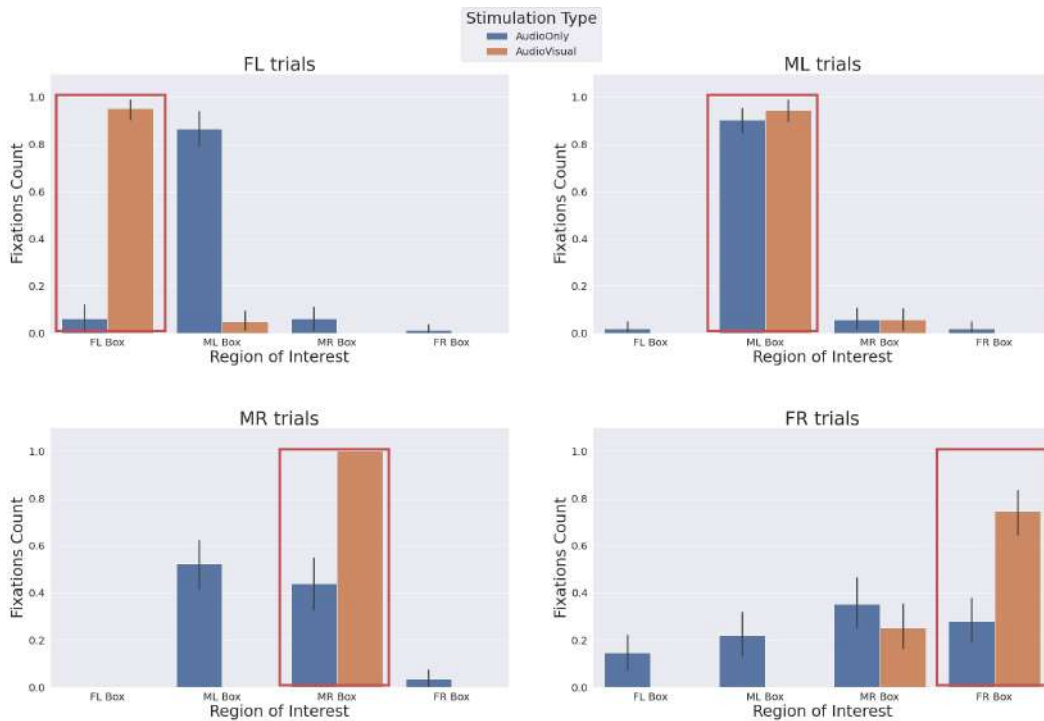 Stimulation Type
AudioOnly
AudioVisual
FL trials
Fixations Count
1.0
0.8
0.6
0.4
0.2
0.0
FL Box ML Box MR Box FR Box
Region of Interest
ML trials
Fixations Count
1.0
0.8
0.6
0.4
0.2
0.0
FL Box ML Box MR Box FR Box
Region of Interest
MR trials
Fixations Count
1.0
0.8
0.6
0.4
0.2
0.0
FL Box ML Box MR Box FR Box
Region of Interest
FR trials
Fixations Count
1.0
0.8
0.6
0.4
0.2
0.0
FL Box ML Box MR Box FR Box
Region of Interest